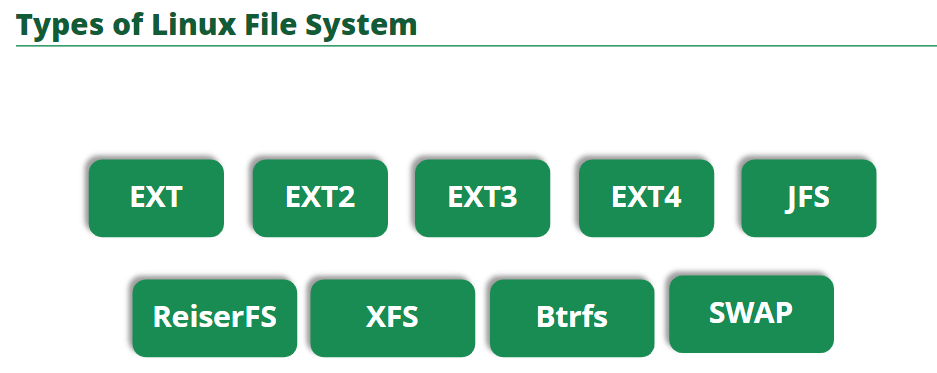 Types of Linux File System
EXT EXT2 EXT3 EXT4 JFS
ReiserFS XFS Btrfs SWAP